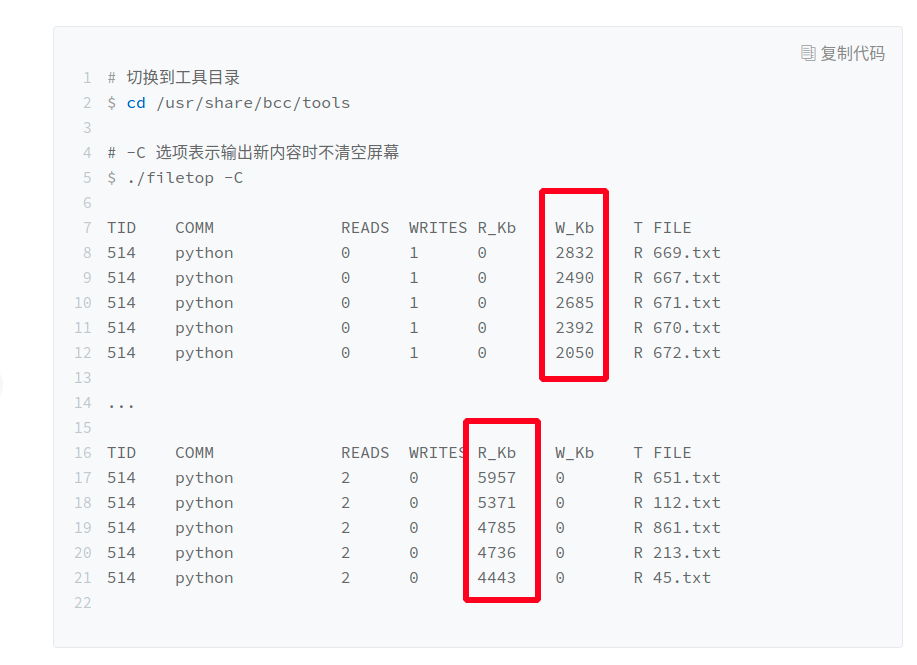 复制代码
1 # 切换到工具目录
2 $ cd /usr/share/bcc/tools
3
4 # -C 选项表示输出新内容时不清空屏幕
5 $ ./filetop -C
6
7 TID COMM READS WRITES R_Kb W_Kb T FILE
8 514 python 0 1 0 2832 R 669.txt
9 514 python 0 1 0 2490 R 667.txt
10 514 python 0 1 0 2685 R 671.txt
11 514 python 0 1 0 2392 R 670.txt
12 514 python 0 1 0 2050 R 672.txt
13
14 ...
15
16 TID COMM READS WRITES R_Kb W_Kb T FILE
17 514 python 2 0 5957 0 R 651.txt
18 514 python 2 0 5371 0 R 112.txt
19 514 python 2 0 4785 0 R 861.txt
20 514 python 2 0 4736 0 R 213.txt
21 514 python 2 0 4443 0 R 45.txt
22